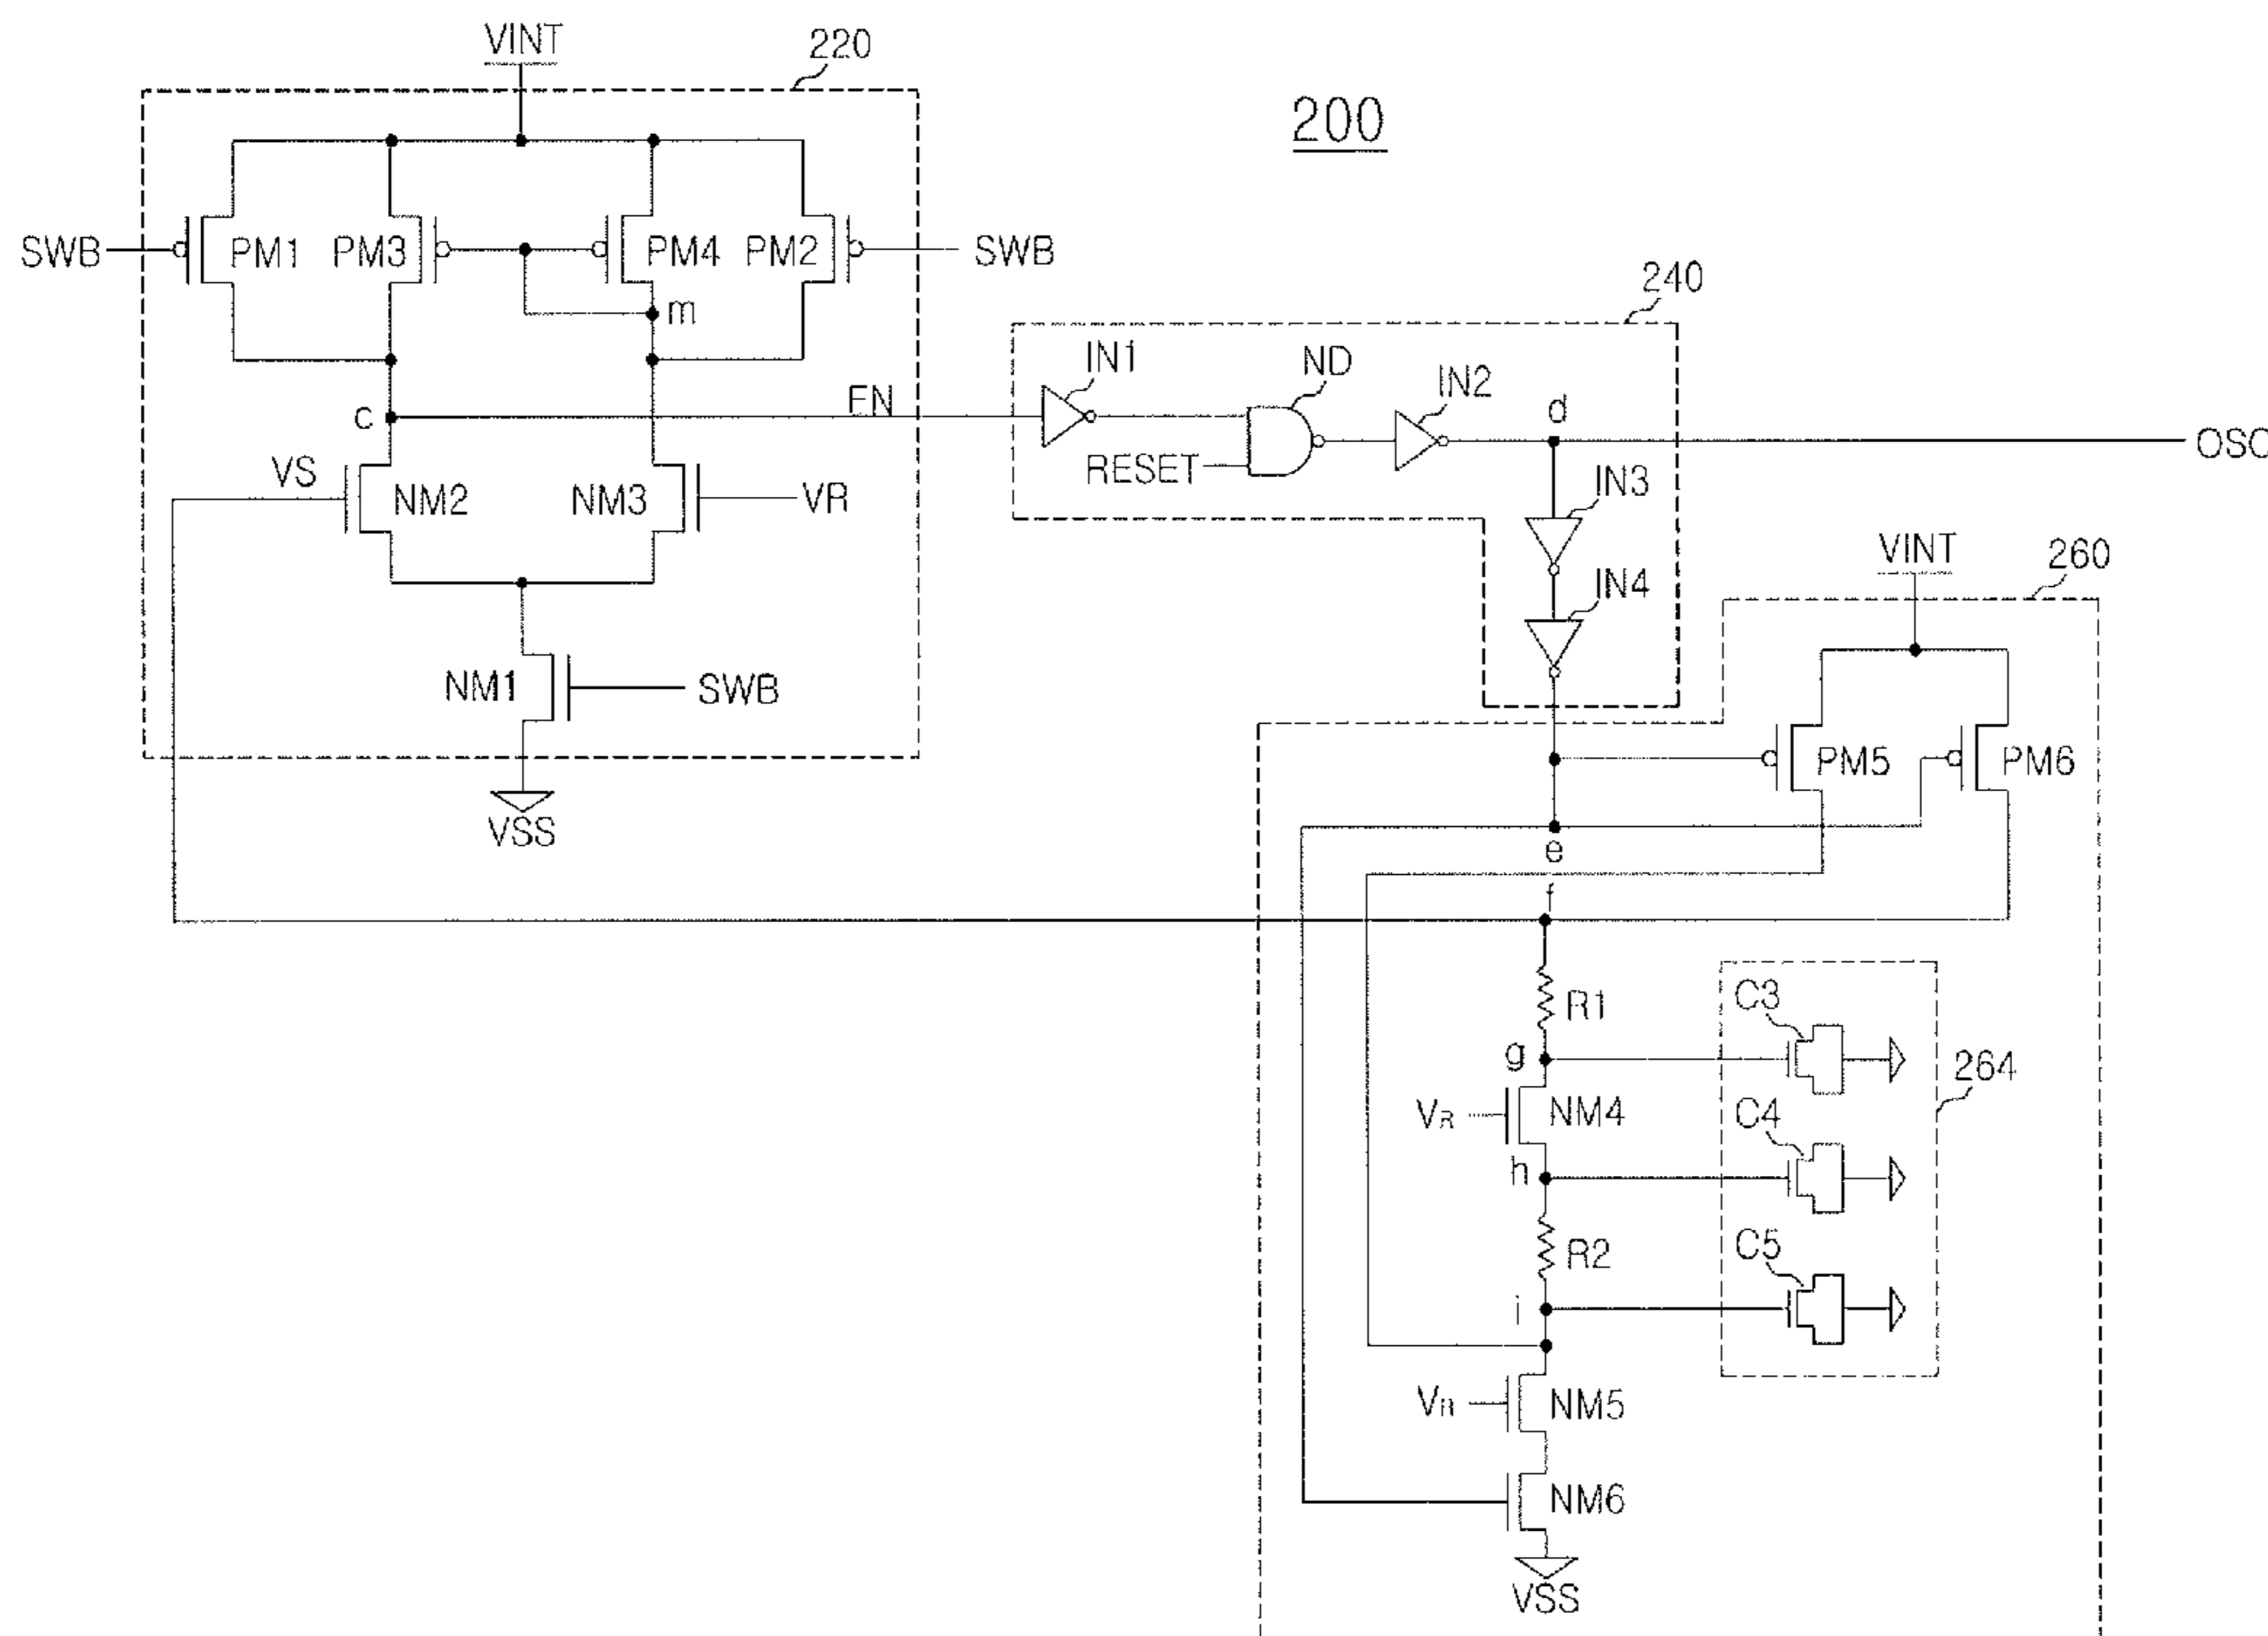 VINT
220
200
SWB
PM1
PM3
PM4
PM2
SWB
m
240
c
EN
IN1
ND
IN2
d
OSC
RESET
VS
NM2
NM3
VR
IN3
VINT
260
IN4
NM1
SWB
PM5
PM6
VSS
e
f
R1
C3
g
264
VR
NM4
C4
h
R2
C5
i
VR
NM5
NM6
VSS